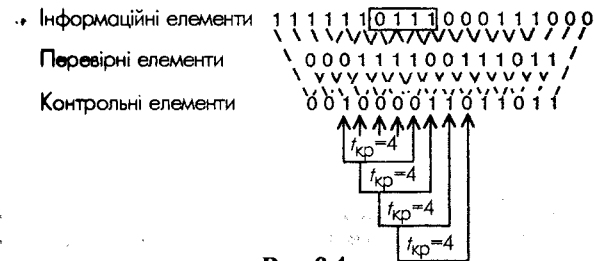 Інформаційні елементи 1 1 1 1 1 1 0 1 1 1 0 0 0 1 1 1 0 0 0
Перевірні елементи 0 0 0 1 1 1 1 0 0 1 1 1 0 1 1
Контрольні елементи 0 0 1 0 0 0 0 1 1 0 1 1 0 1 1
tкр=4
tкр=4
tкр=4
tкр=4